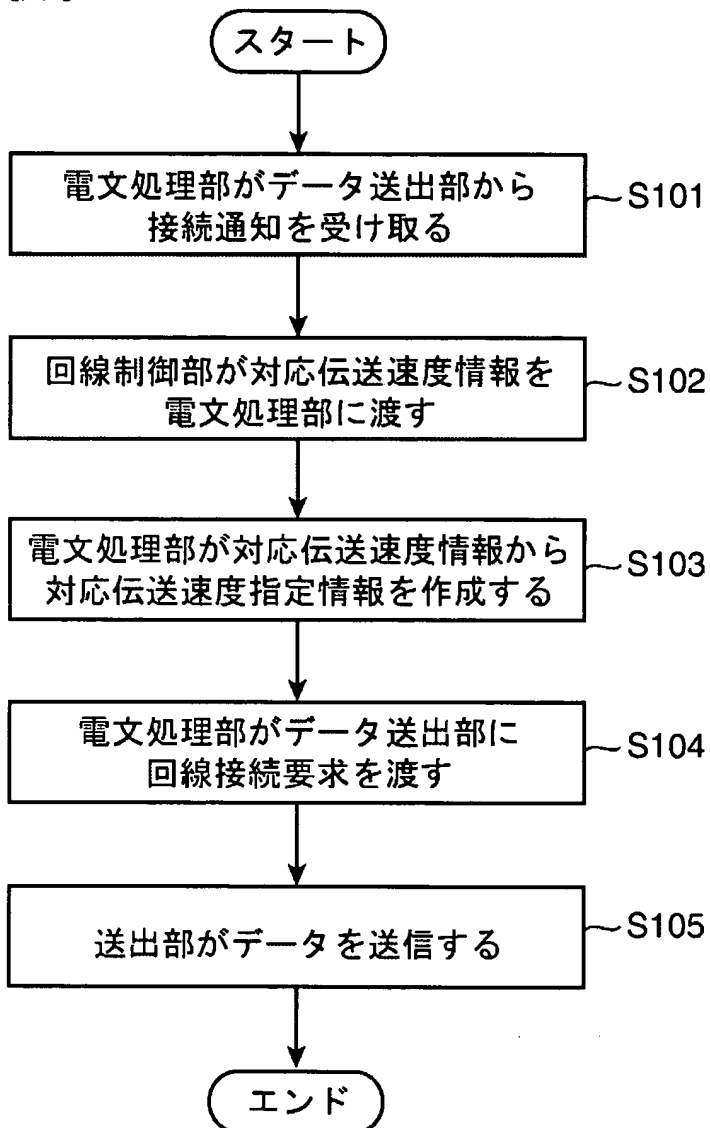 スタート
電文処理部がデータ送出部から
接続通知を受け取る
S101
回線制御部が対応伝送速度情報を
電文処理部に渡す
S102
電文処理部が対応伝送速度情報から
対応伝送速度指定情報を作成する
S103
電文処理部がデータ送出部に
回線接続要求を渡す
S104
送出部がデータを送信する
S105
エンド